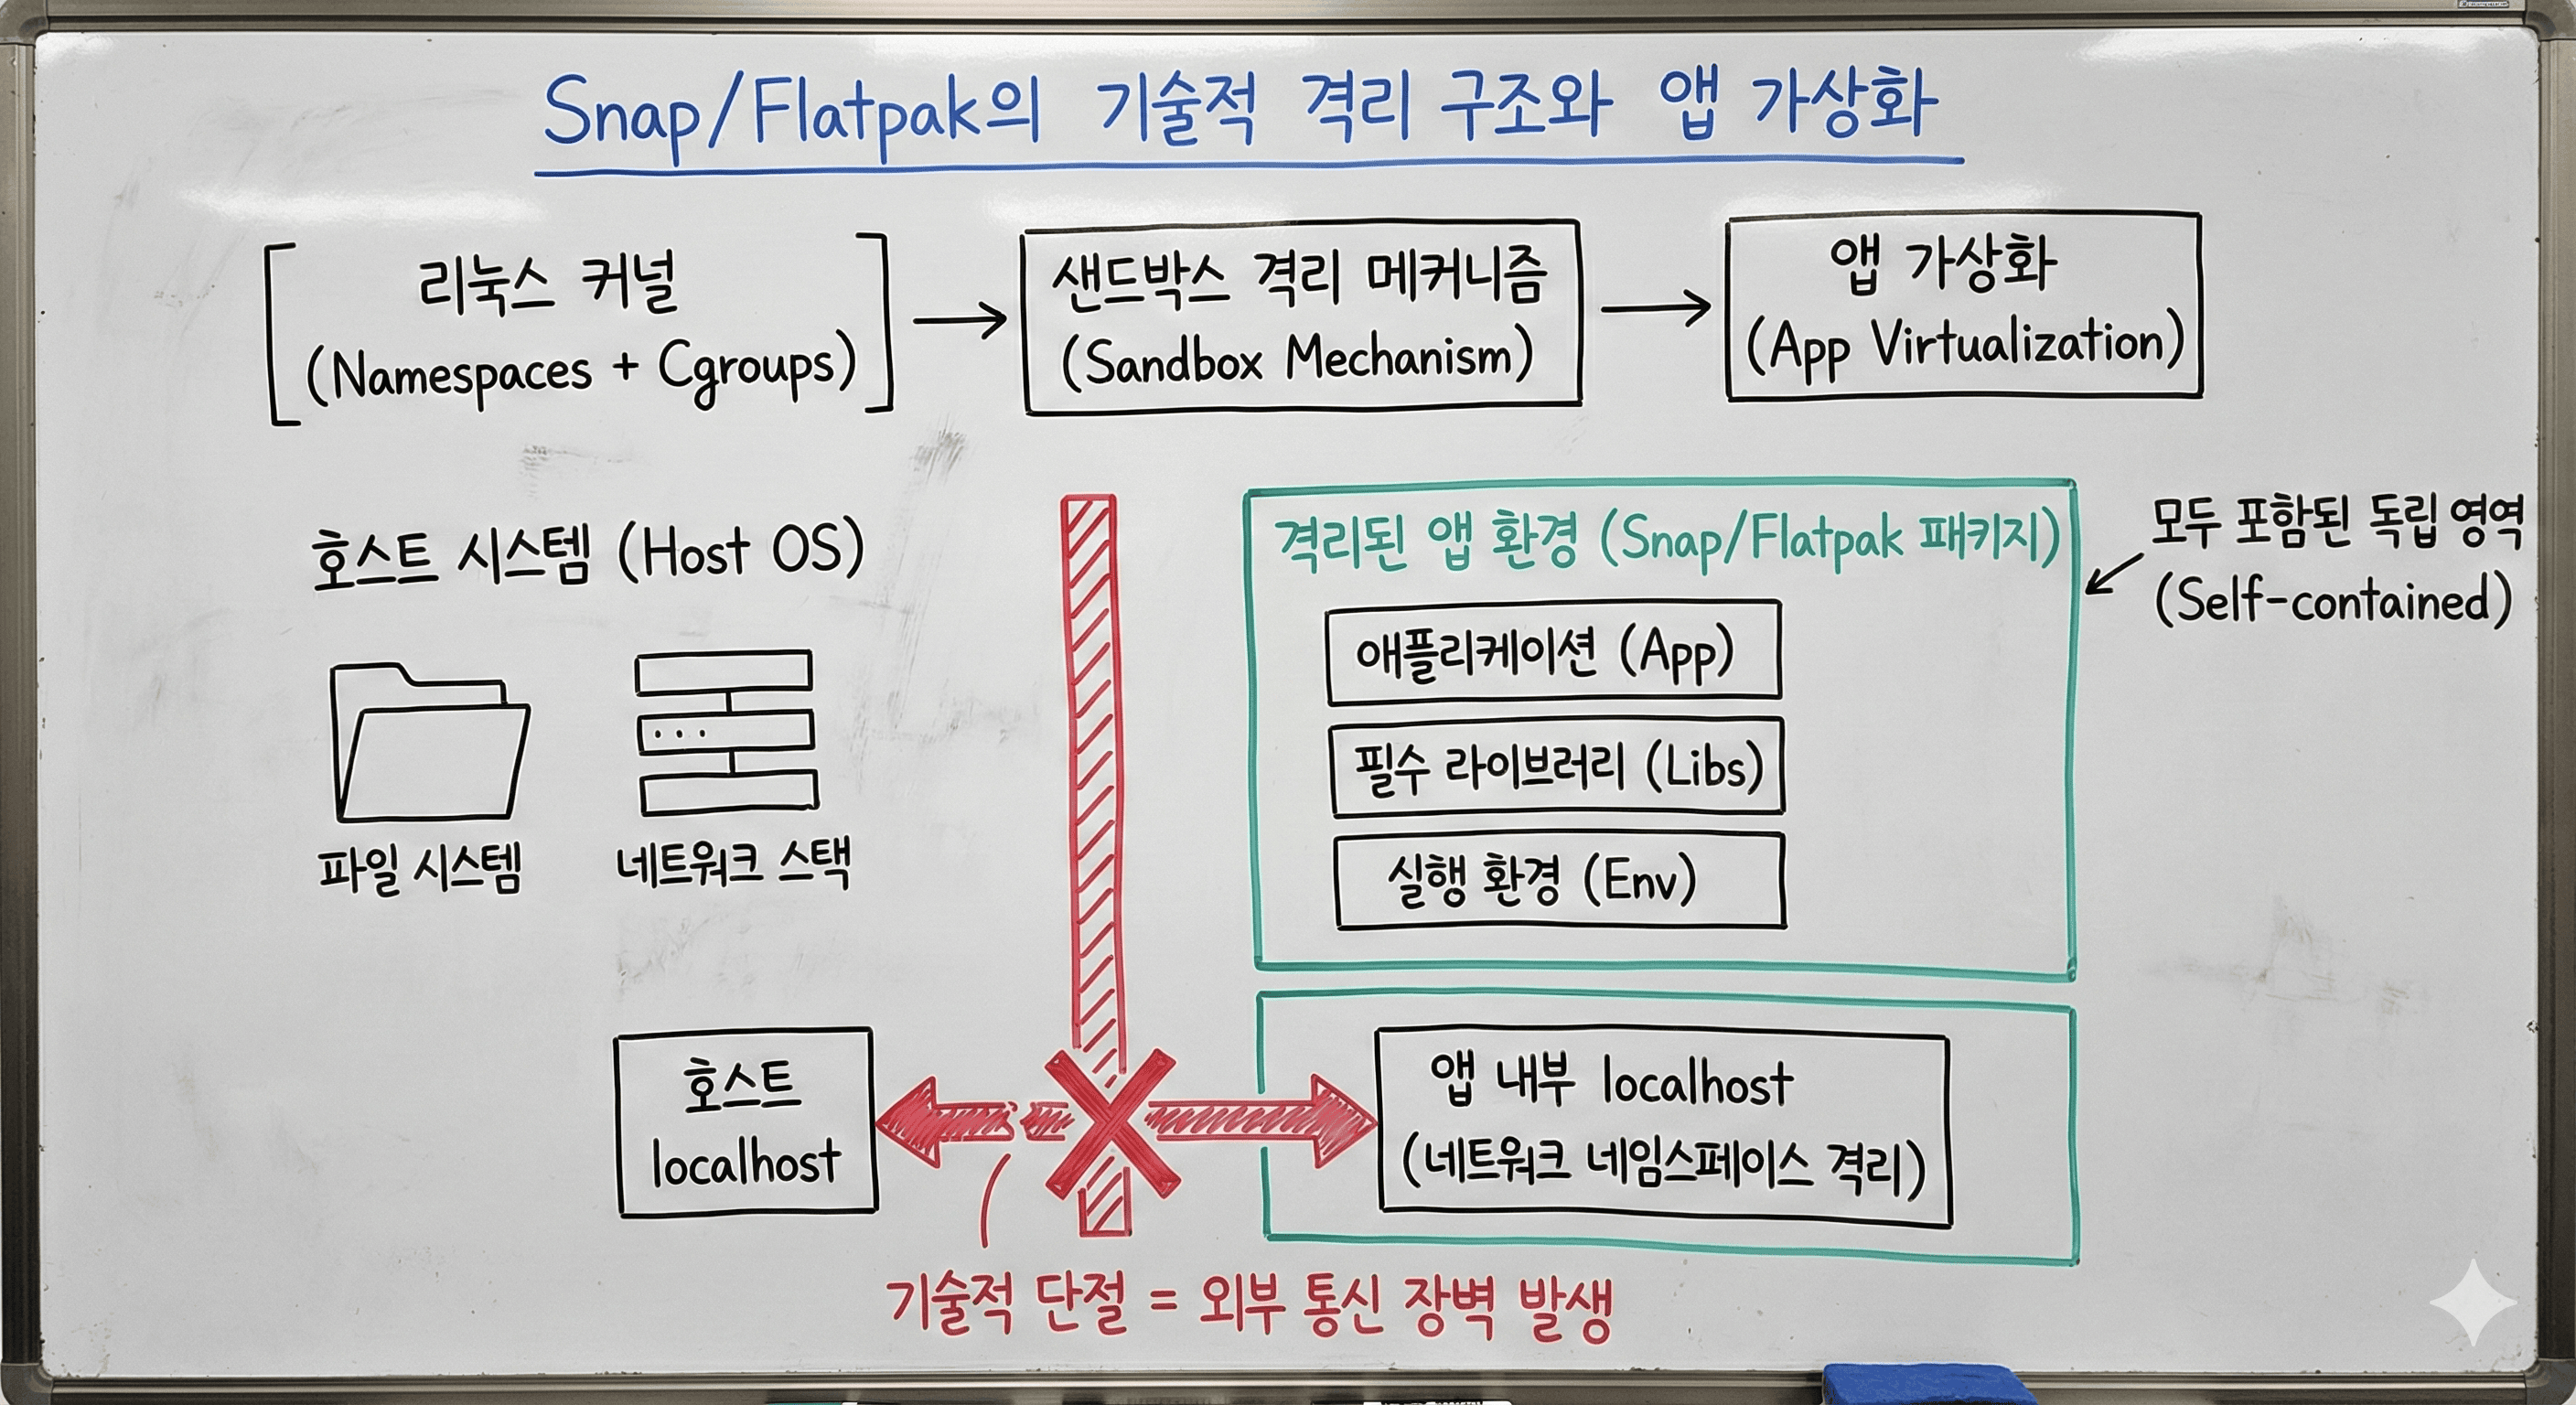 Snap/Flatpak의 기술적 격리 구조와 앱 가상화
리눅스 커널
(Namespaces + Cgroups)
샌드박스 격리 메커니즘
(Sandbox Mechanism)
앱 가상화
(App Virtualization)
호스트 시스템 (Host OS)
파일 시스템
네트워크 스택
격리된 앱 환경 (Snap/Flatpak 패키지)
애플리케이션 (App)
필수 라이브러리 (Libs)
실행 환경 (Env)
모두 포함된 독립 영역
(Self-contained)
호스트
localhost
앱 내부 localhost
(네트워크 네임스페이스 격리)
기술적 단절 = 외부 통신 장벽 발생